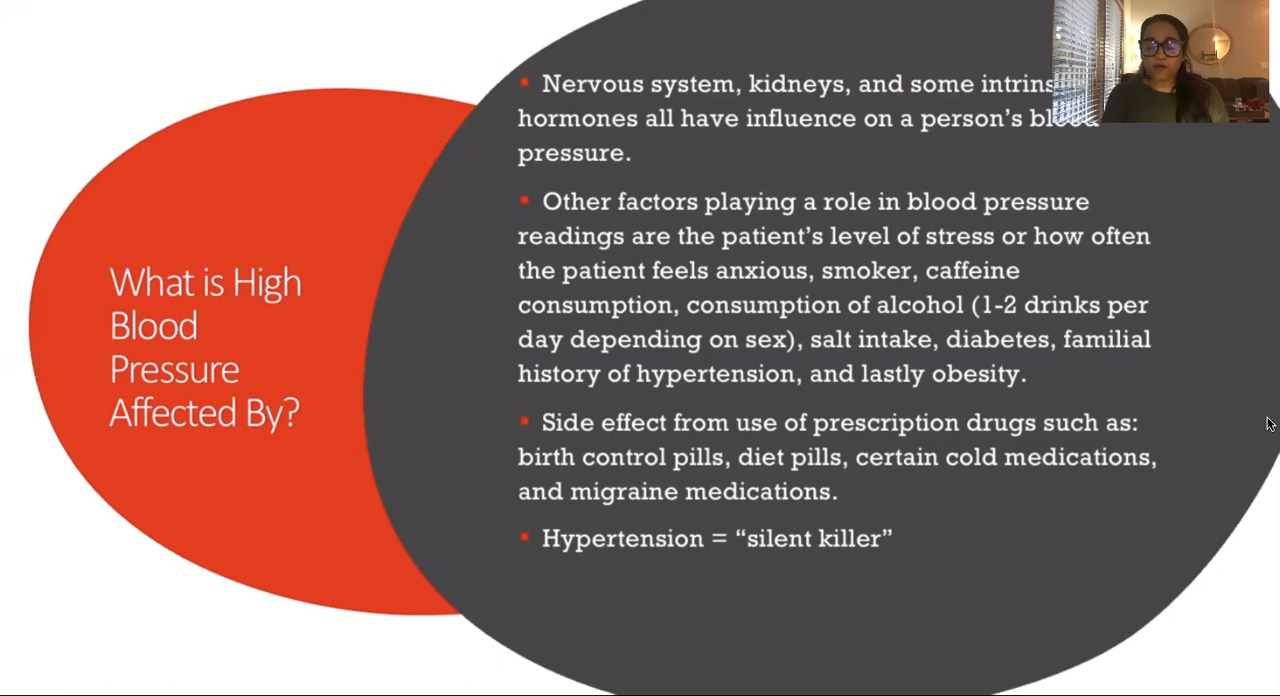 What is High
Blood
Pressure
Affected By?
▪ Nervous system, kidneys, and some
hormones all have influence on a person’s
pressure.
▪ Other factors playing a role in blood pressure
readings are the patient’s level of stress or how often
the patient feels anxious, smoker, caffeine
consumption, consumption of alcohol (1-2 drinks per
day depending on sex), salt intake, diabetes, familial
history of hypertension, and lastly obesity.
▪ Side effect from use of prescription drugs such as:
birth control pills, diet pills, certain cold medications,
and migraine medications.
▪ Hypertension = “silent killer”